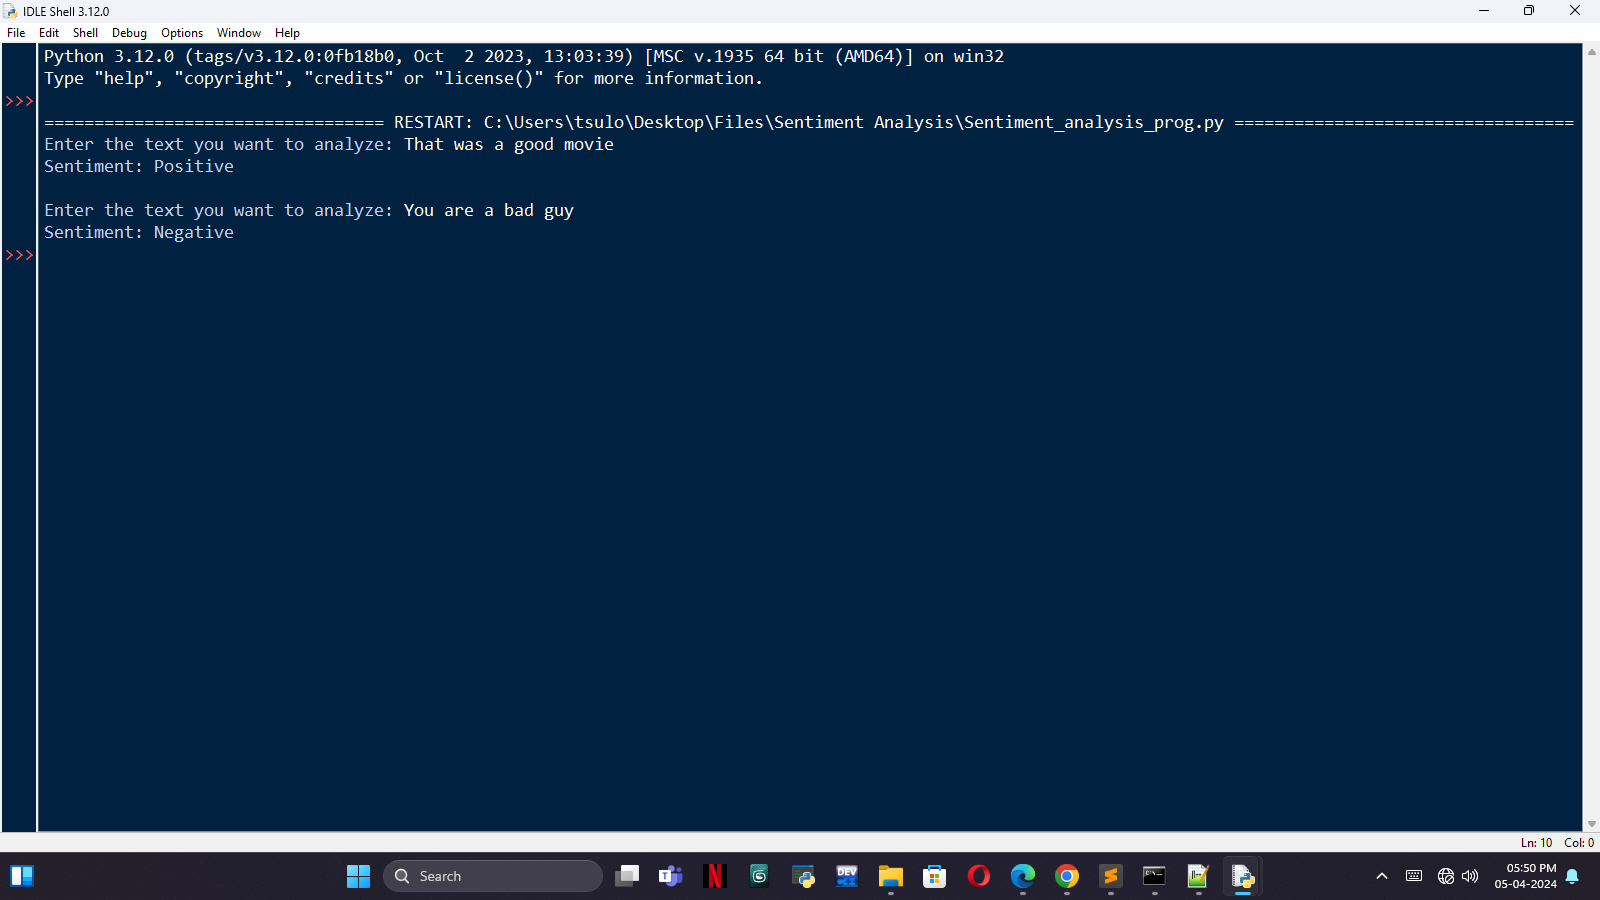 IDLE Shell 3.12.0
File Edit Shell Debug Options Window Help
Python 3.12.0 (tags/v3.12.0:0fb18b0, Oct  2 2023, 13:03:39) [MSC v.1935 64 bit (AMD64)] on win32
Type "help", "copyright", "credits" or "license()" for more information.
>>>
================================== RESTART: C:\Users\tsulo\Desktop\Files\Sentiment Analysis\Sentiment_analysis_prog.py ==================================
Enter the text you want to analyze: That was a good movie
Sentiment: Positive
Enter the text you want to analyze: You are a bad guy
Sentiment: Negative
>>>
Ln: 10 Col: 0
Search
DEV
05:50 PM
05-04-2024